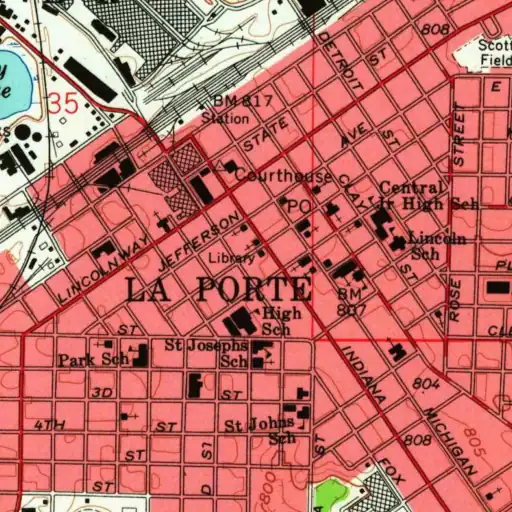 808
DETROIT
ST
Scott
Field
E
35
BM 817
Station
STATE
AVE
ST
STREET
Courthouse
CLAY
Central
Jr High Sch
PO
JEFFERSON
Lincoln
Sch
LINCOLNWAY
Library
ST
LA PORTE
BM
807
ROSE
High
Sch
ST
St Josephs
Sch
Park Sch
INDIANA
804
3D
ST
MICHIGAN
4TH
ST
St Johns
Sch
ST
808
805
ST
ST
D
800
FOX